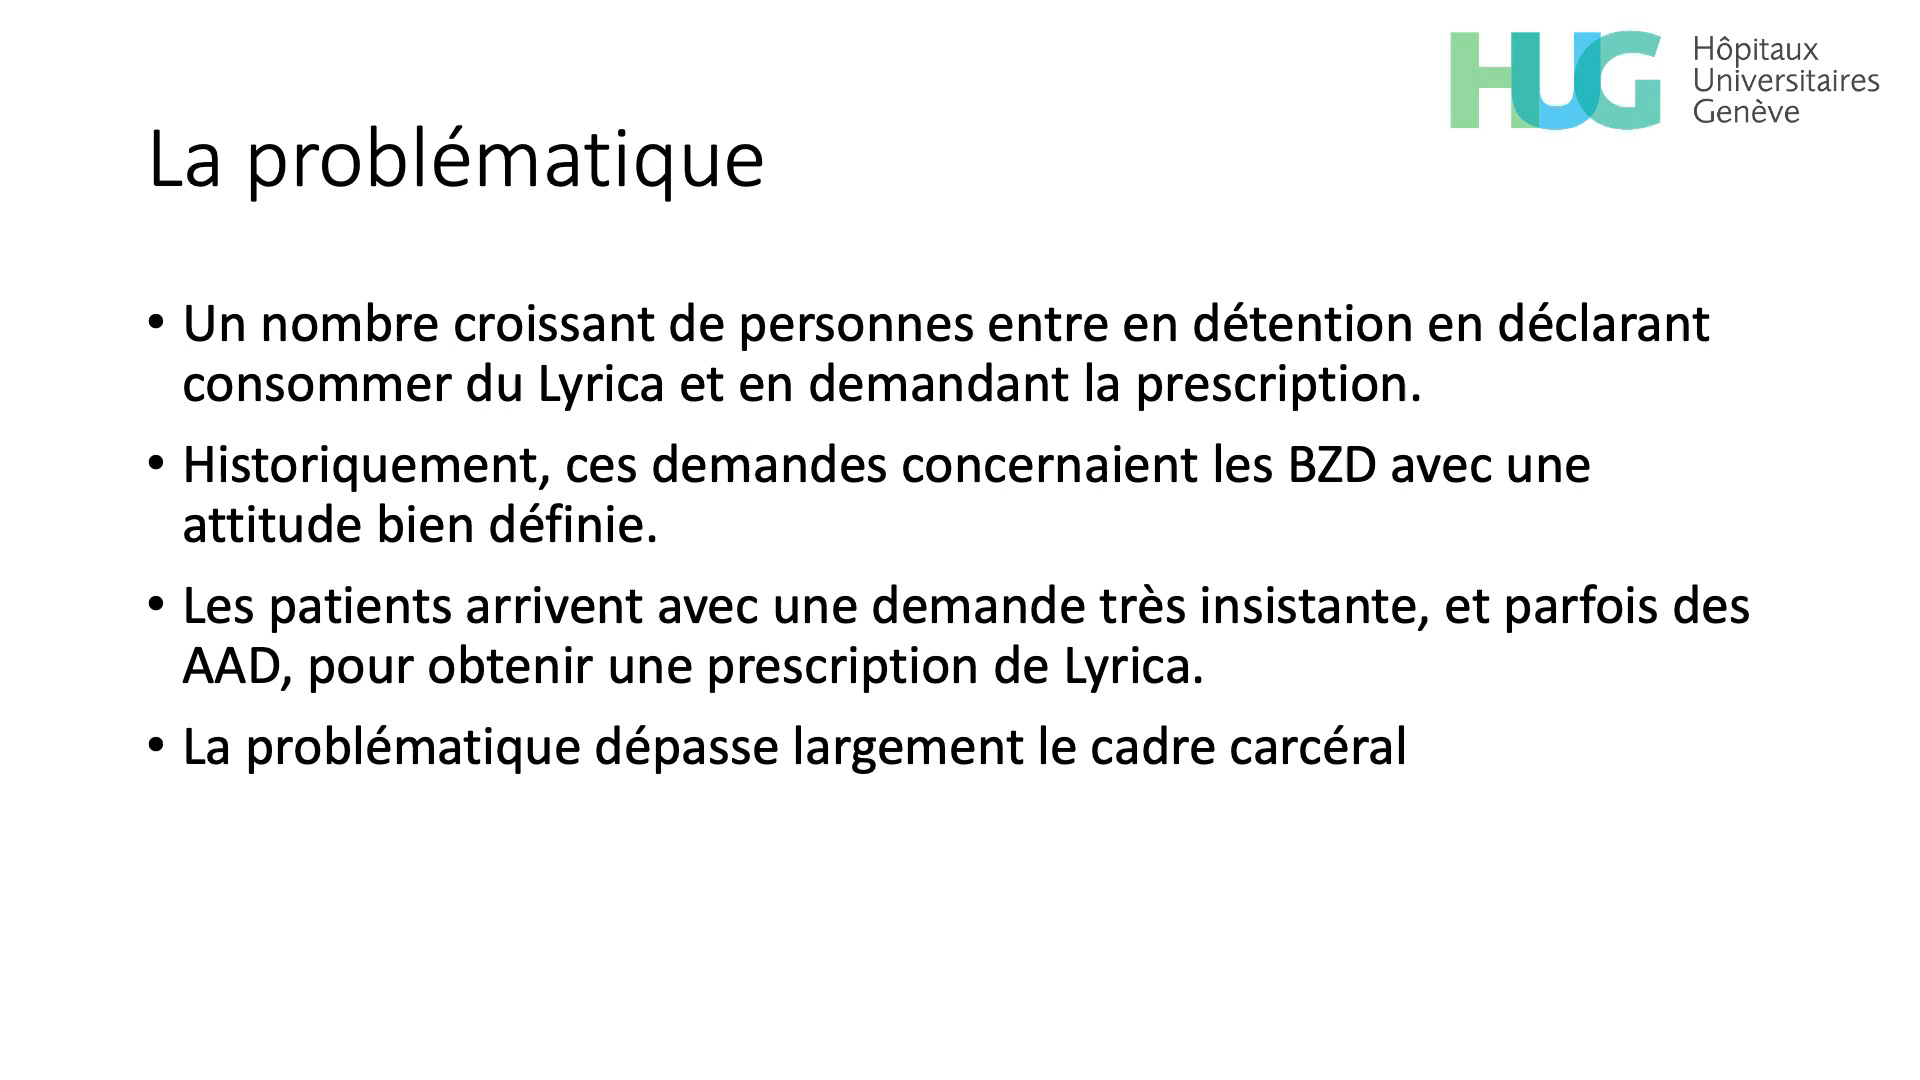 HUG
Hôpitaux
Universitaires
Genève
La problématique
• Un nombre croissant de personnes entre en détention en déclarant
consommer du Lyrica et en demandant la prescription.
• Historiquement, ces demandes concernaient les BZD avec une
attitude bien définie.
• Les patients arrivent avec une demande très insistante, et parfois des
AAD, pour obtenir une prescription de Lyrica.
• La problématique dépasse largement le cadre carcéral